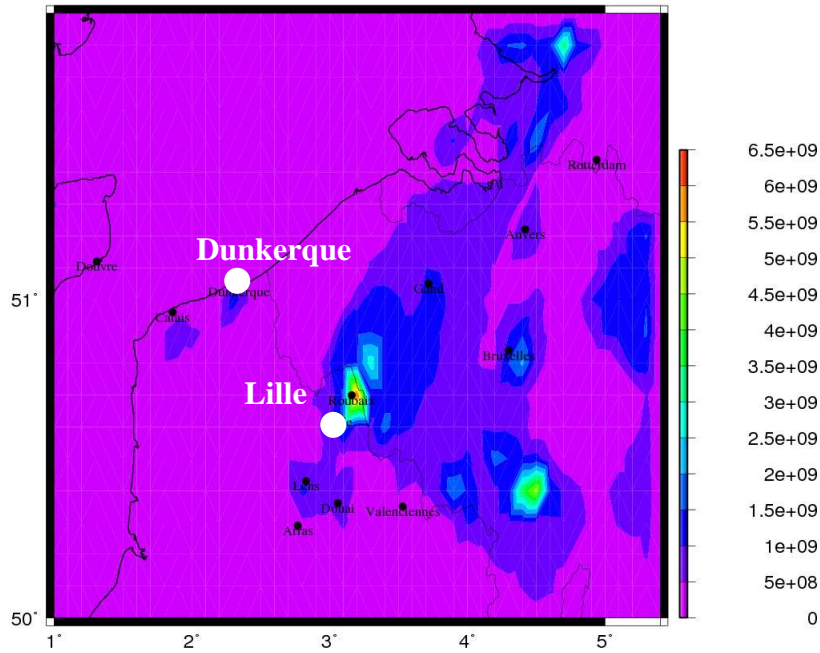 6.5e+09
Rotterdam
6e+09
5.5e+09
Anvers
Dunkerque
Douvre
5e+09
Dunkerque
Gand
51°
4.5e+09
Calais
4e+09
Bruxelles
3.5e+09
Lille
Roubaix
3e+09
2.5e+09
Lens
2e+09
Douai
Valenciennes
Arras
1.5e+09
1e+09
5e+08
50°
0
1°
2°
3°
4°
5°